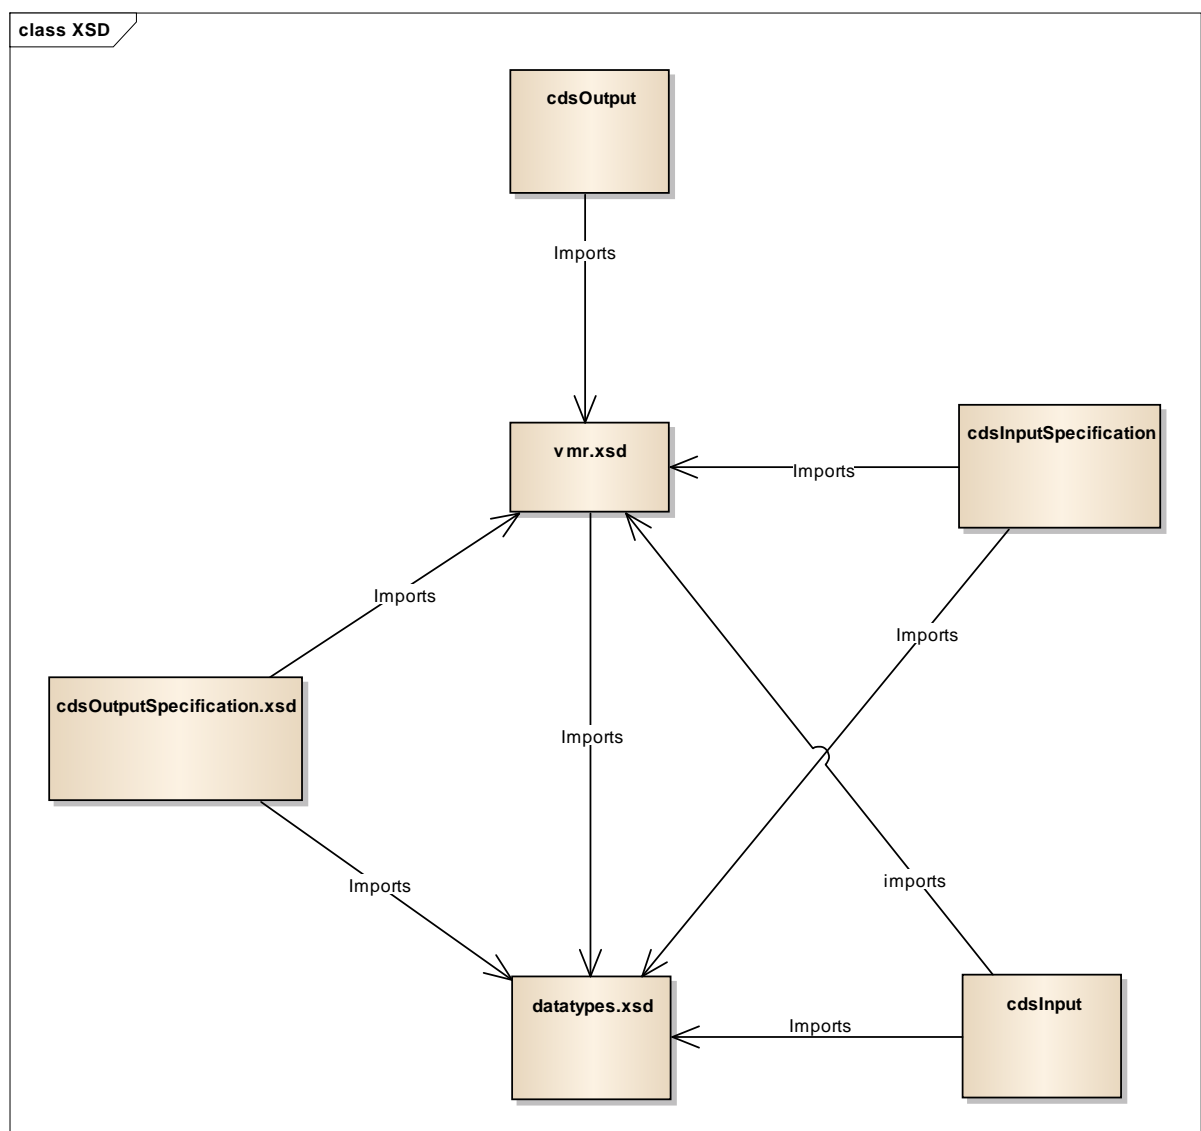 class XSD
cdsOutput
Imports
vmr.xsd
cdsInputSpecification
Imports
Imports
Imports
cdsOutputSpecification.xsd
Imports
Imports
imports
datatypes.xsd
Imports
cdsInput